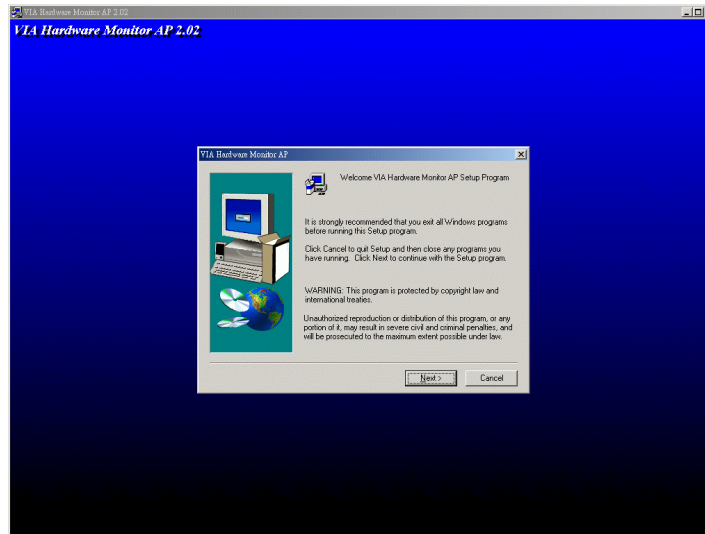 VIA Hardware Monitor AP 2.02
VIA Hardware Monitor AP 2.02
VIA Hardware Monitor AP
Welcome VIA Hardware Monitor AP Setup Program
It is strongly recommended that you exit all Windows programs
before running this Setup program.
Click Cancel to quit Setup and then close any programs you
have running. Click Next to continue with the Setup program.
WARNING: This program is protected by copyright law and
international treaties.
Unauthorized reproduction or distribution of this program, or any
portion of it, may result in severe civil and criminal penalties, and
will be prosecuted to the maximum extent possible under law.
Next >
Cancel